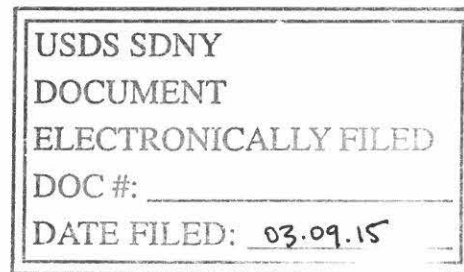 USDS SDNY
DOCUMENT
ELECTRONICALLY FILED
DOC #:
DATE FILED: 03.09.15